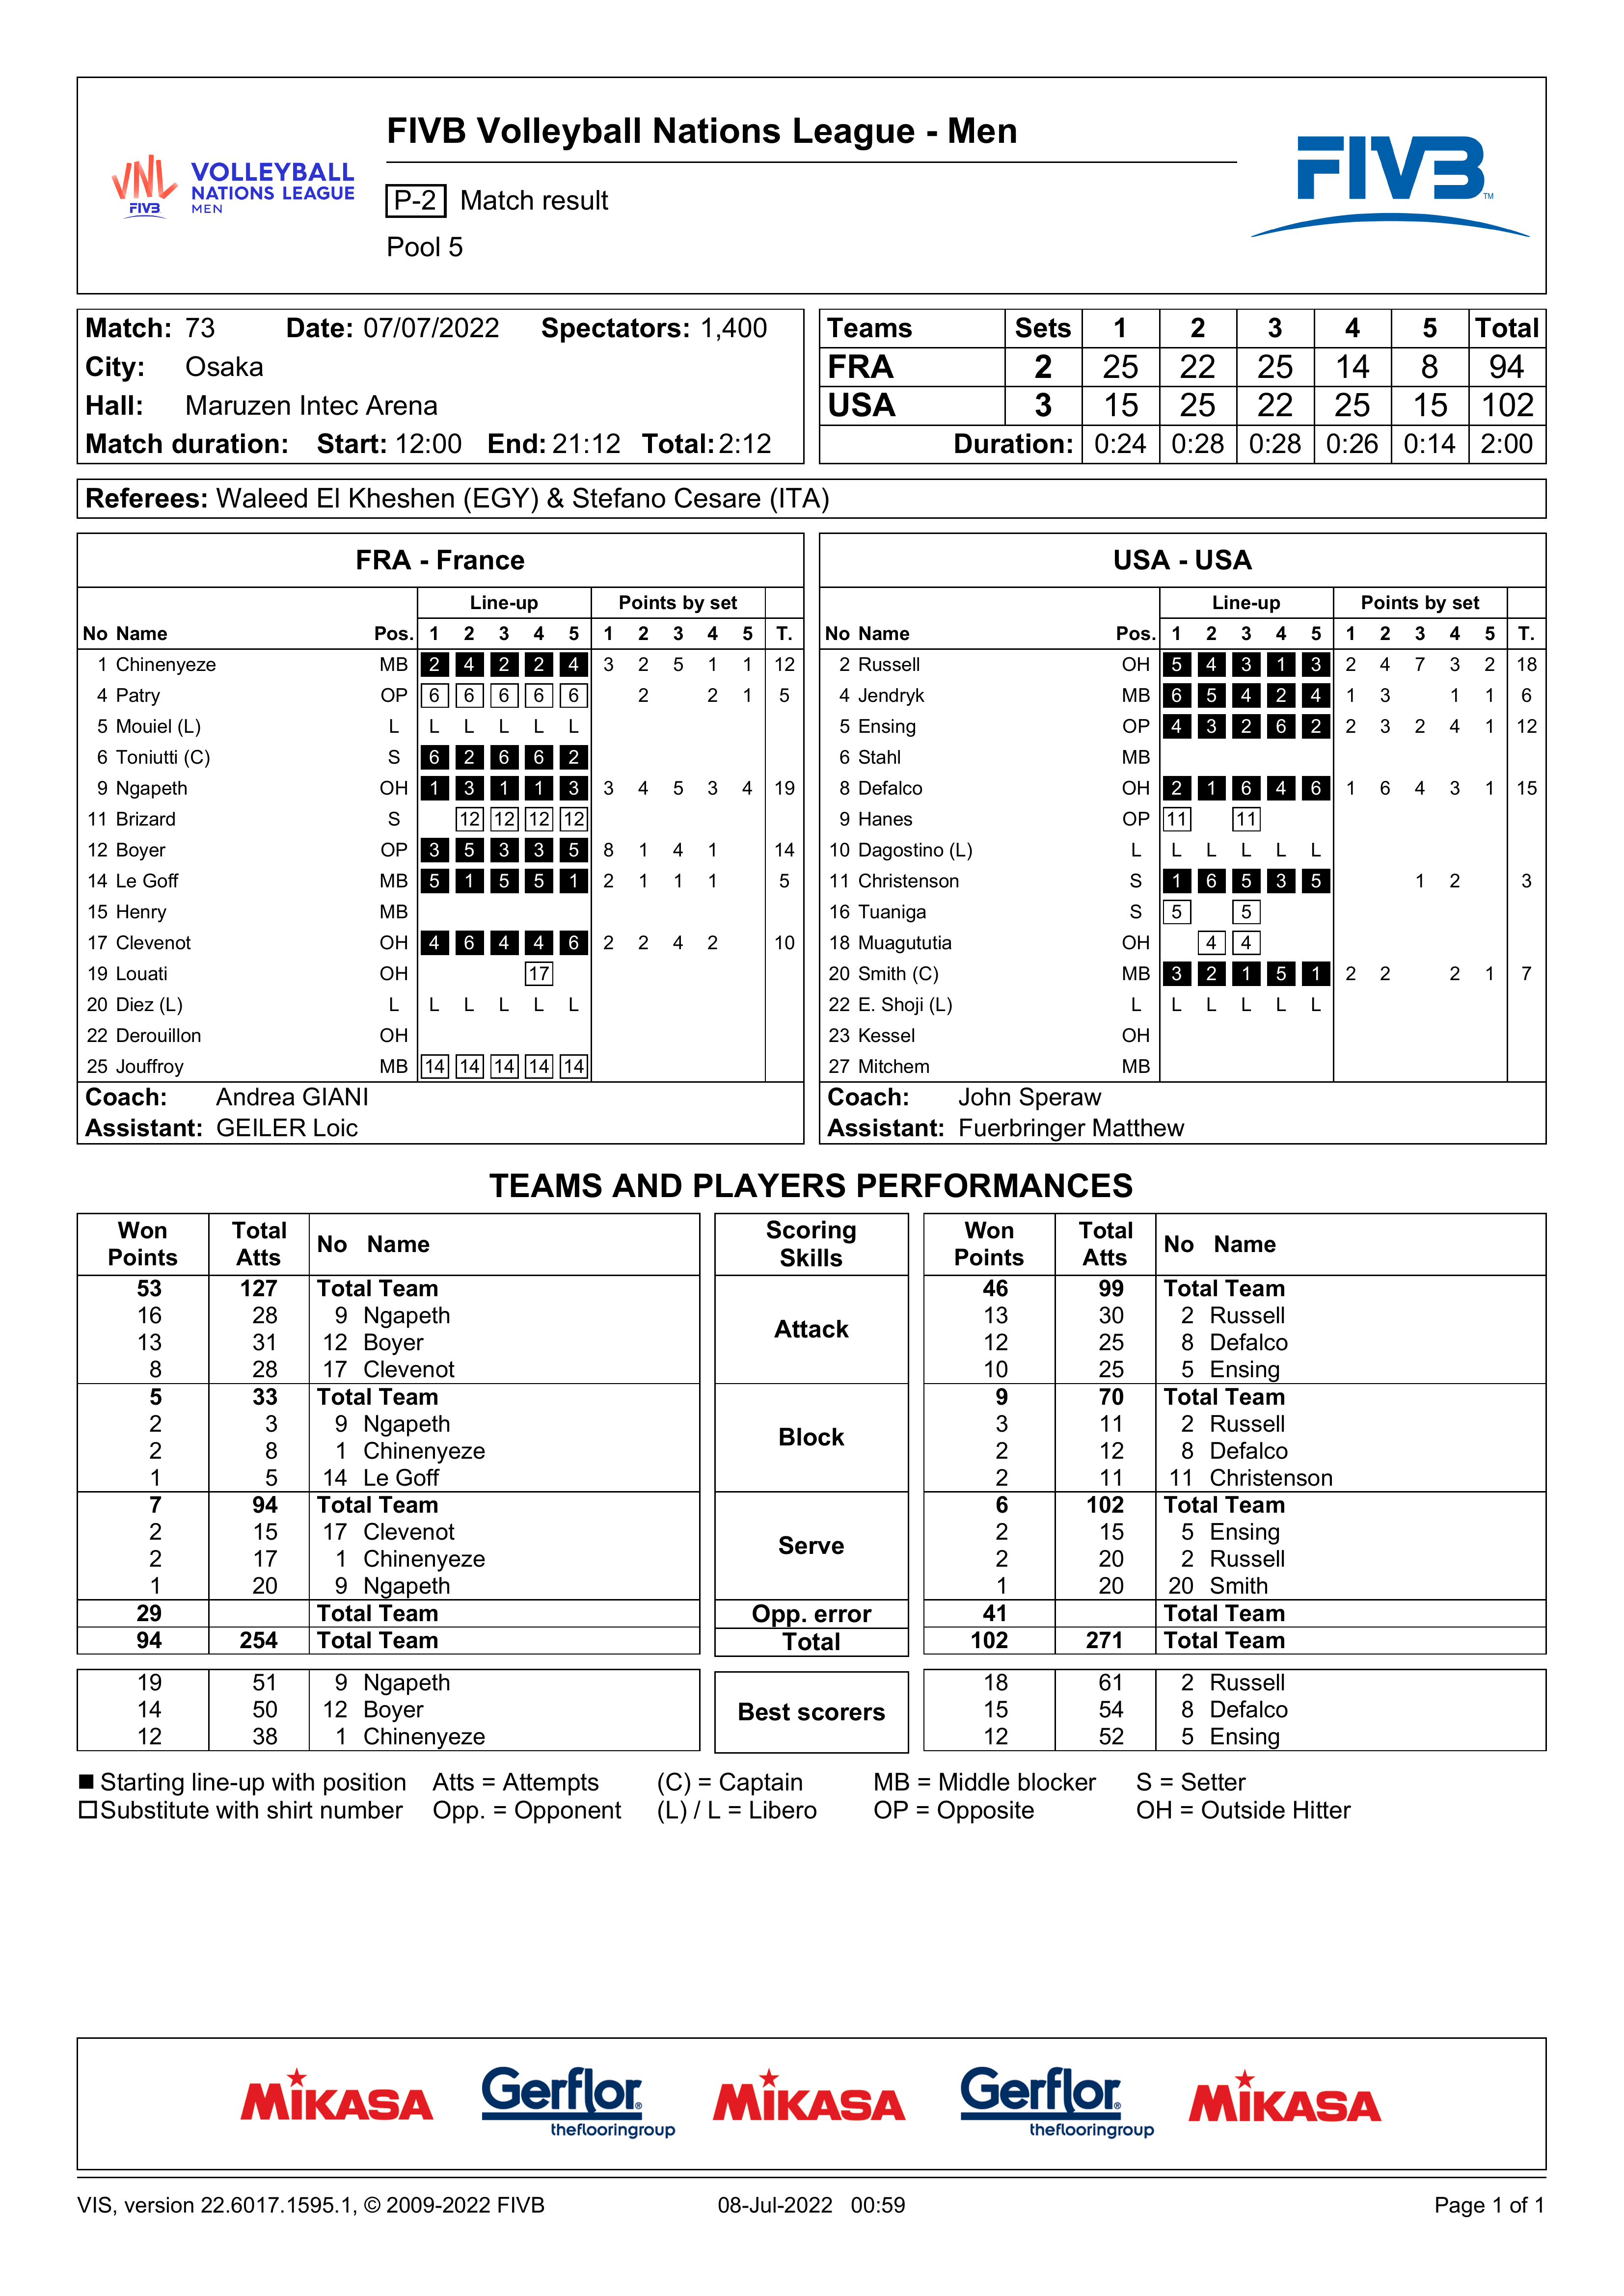 FIVB Volleyball Nations League - Men
VNL FIVB VOLLEYBALL NATIONS LEAGUE MEN
P-2 Match result
Pool 5
FIVB TM
Match: 73 Date: 07/07/2022 Spectators: 1,400
City: Osaka
Hall: Maruzen Intec Arena
Match duration: Start: 12:00 End: 21:12 Total: 2:12
Teams Sets 1 2 3 4 5 Total
FRA 2 25 22 25 14 8 94
USA 3 15 25 22 25 15 102
Duration: 0:24 0:28 0:28 0:26 0:14 2:00
Referees: Waleed El Kheshen (EGY) & Stefano Cesare (ITA)
FRA - France
Line-up Points by set
No Name Pos. 1 2 3 4 5 1 2 3 4 5 T.
1 Chinenyeze MB 2 4 2 2 4 3 2 5 1 1 12
4 Patry OP 6 6 6 6 6 2 2 1 5
5 Mouiel (L) L L L L L L
6 Toniutti (C) S 6 2 6 6 2
9 Ngapeth OH 1 3 1 1 3 3 4 5 3 4 19
11 Brizard S 12 12 12 12
12 Boyer OP 3 5 3 3 5 8 1 4 1 14
14 Le Goff MB 5 1 5 5 1 2 1 1 1 5
15 Henry MB
17 Clevenot OH 4 6 4 4 6 2 2 4 2 10
19 Louati OH 17
20 Diez (L) L L L L L L
22 Derouillon OH
25 Jouffroy MB 14 14 14 14 14
Coach: Andrea GIANI
Assistant: GEILER Loic
USA - USA
Line-up Points by set
No Name Pos. 1 2 3 4 5 1 2 3 4 5 T.
2 Russell OH 5 4 3 1 3 2 4 7 3 2 18
4 Jendryk MB 6 5 4 2 4 1 3 1 1 6
5 Ensing OP 4 3 2 6 2 2 3 2 4 1 12
6 Stahl MB
8 Defalco OH 2 1 6 4 6 1 6 4 3 1 15
9 Hanes OP 11 11
10 Dagostino (L) L L L L L L
11 Christenson S 1 6 5 3 5 1 2 3
16 Tuaniga S 5 5
18 Muagututia OH 4 4
20 Smith (C) MB 3 2 1 5 1 2 2 2 1 7
22 E. Shoji (L) L L L L L L
23 Kessel OH
27 Mitchem MB
Coach: John Speraw
Assistant: Fuerbringer Matthew
TEAMS AND PLAYERS PERFORMANCES
Won Points Total Atts No Name Scoring Skills Won Points Total Atts No Name
53 127 Total Team Attack 46 99 Total Team
16 28 9 Ngapeth 13 30 2 Russell
13 31 12 Boyer 12 25 8 Defalco
8 28 17 Clevenot 10 25 5 Ensing
5 33 Total Team Block 9 70 Total Team
2 3 9 Ngapeth 3 11 2 Russell
2 8 1 Chinenyeze 2 12 8 Defalco
1 5 14 Le Goff 2 11 11 Christenson
7 94 Total Team Serve 6 102 Total Team
2 15 17 Clevenot 2 15 5 Ensing
2 17 1 Chinenyeze 2 20 2 Russell
1 20 9 Ngapeth 1 20 20 Smith
29 Total Team Opp. error 41 Total Team
94 254 Total Team Total 102 271 Total Team
19 51 9 Ngapeth Best scorers 18 61 2 Russell
14 50 12 Boyer 15 54 8 Defalco
12 38 1 Chinenyeze 12 52 5 Ensing
Starting line-up with position Atts = Attempts (C) = Captain MB = Middle blocker S = Setter
Substitute with shirt number Opp. = Opponent (L) / L = Libero OP = Opposite OH = Outside Hitter
MIKASA Gerflor® theflooringgroup MIKASA Gerflor® theflooringgroup MIKASA
VIS, version 22.6017.1595.1, © 2009-2022 FIVB 08-Jul-2022 00:59 Page 1 of 1